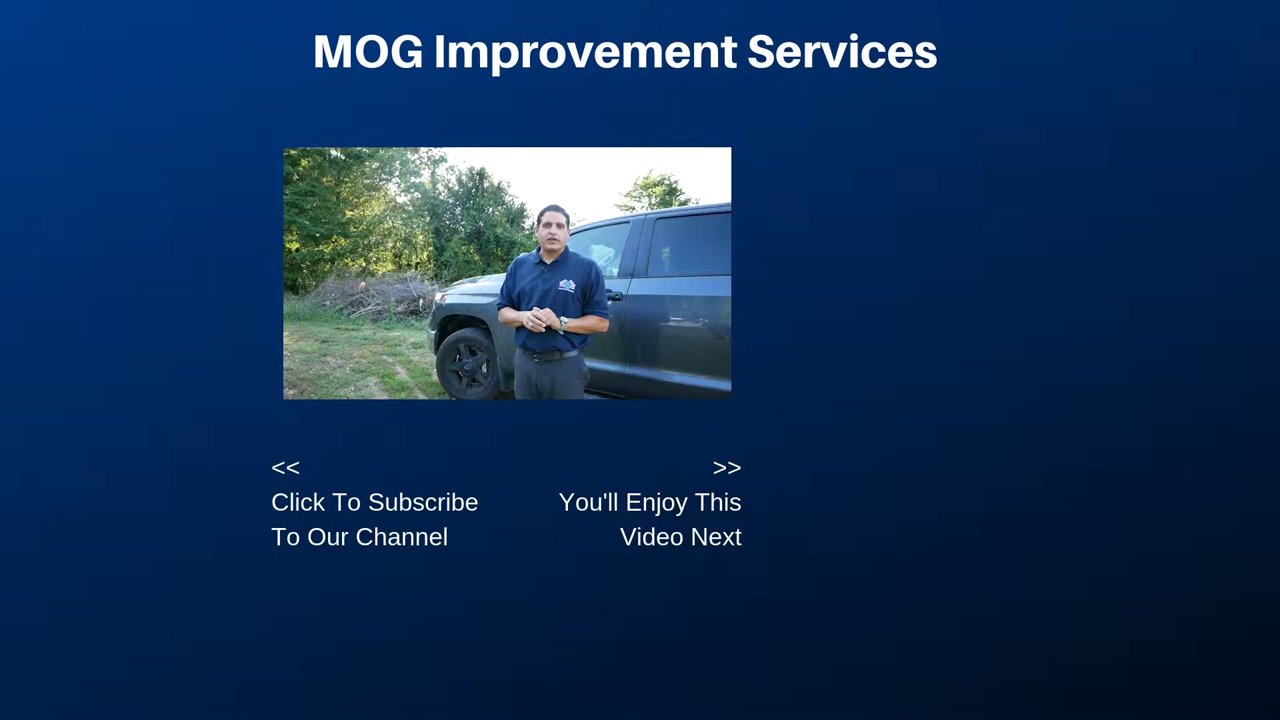 MOG Improvement Services
<<
Click To Subscribe
To Our Channel
>>
You'll Enjoy This
Video Next